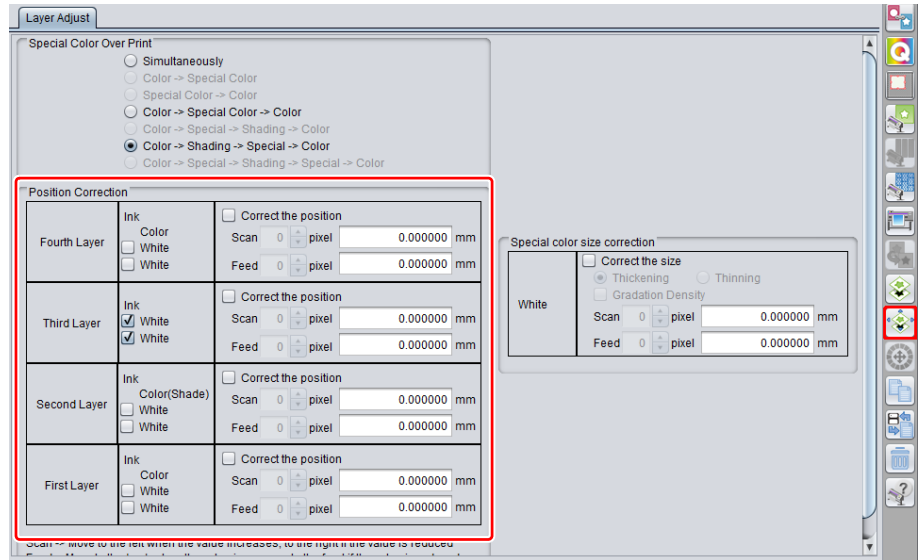 Layer Adjust
Special Color Over Print
Simultaneously
Color -> Special Color
Special Color -> Color
Color -> Special Color -> Color
Color -> Special -> Shading -> Color
Color -> Shading -> Special -> Color
Color -> Special -> Shading -> Special -> Color
Position Correction
Fourth Layer
Ink
Color
White
White
Correct the position
Scan 0 pixel 0.000000 mm
Feed 0 pixel 0.000000 mm
Third Layer
Ink
White
White
Correct the position
Scan 0 pixel 0.000000 mm
Feed 0 pixel 0.000000 mm
Second Layer
Ink
Color(Shade)
White
White
Correct the position
Scan 0 pixel 0.000000 mm
Feed 0 pixel 0.000000 mm
First Layer
Ink
Color
White
White
Correct the position
Scan 0 pixel 0.000000 mm
Feed 0 pixel 0.000000 mm
Special color size correction
White
Correct the size
Thickening Thinning
Gradation Density
Scan 0 pixel 0.000000 mm
Feed 0 pixel 0.000000 mm
Scan -> Move to the left when the value increases, to the right if the value is reduced